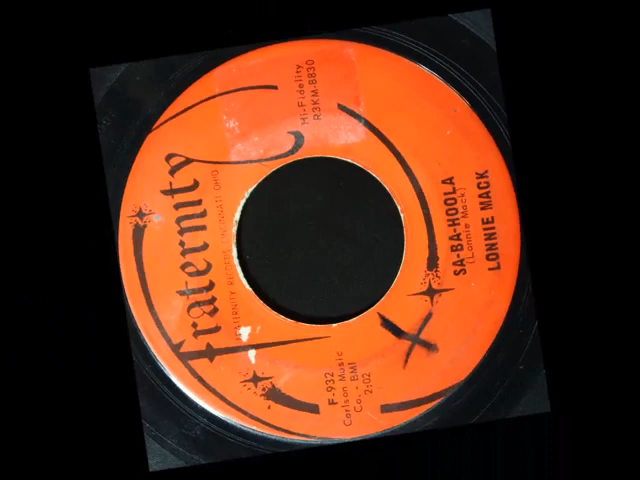 fraternity
FRATERNITY RECORDS, CINCINNATI OHIO
F-932
Carlson Music
Co. - BMI
2:02
Hi-Fidelity
R3KM-8830
X
SA-BA-HOOLA
(Lonnie Mack)
LONNIE MACK